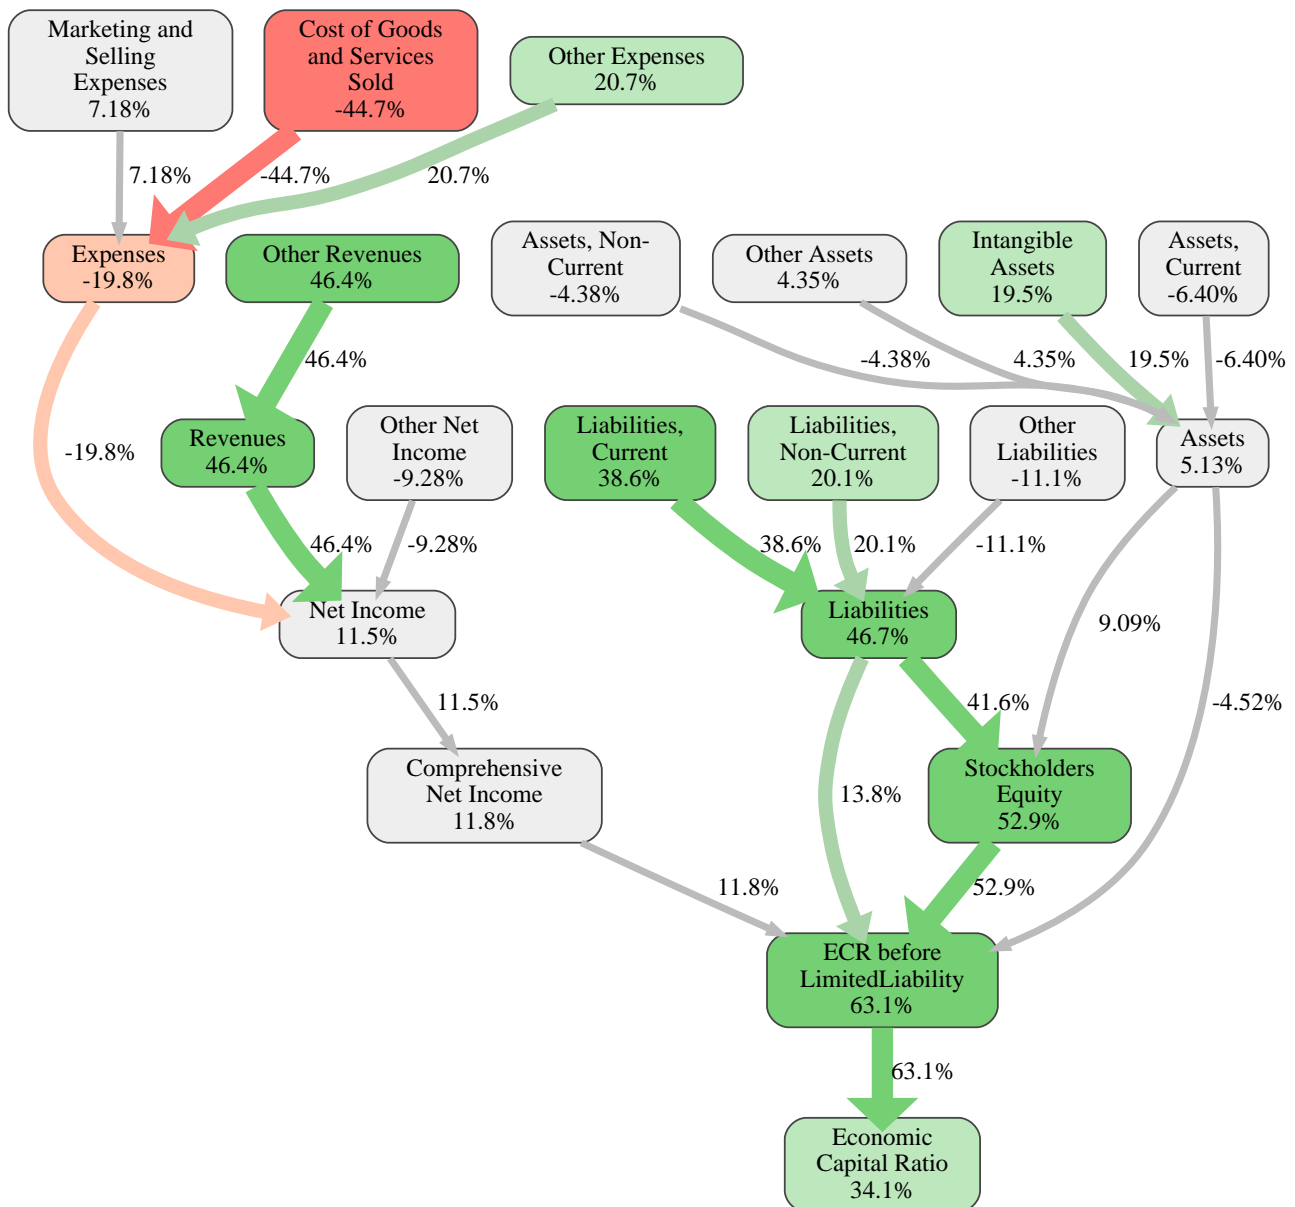 Marketing and
Selling
Expenses
7.18%
Cost of Goods
and Services
Sold
-44.7%
Other Expenses
20.7%
7.18%
-44.7%
20.7%
Expenses
-19.8%
Other Revenues
46.4%
Assets, Non-
Current
-4.38%
Other Assets
4.35%
Intangible
Assets
19.5%
Assets,
Current
-6.40%
46.4%
-4.38%
4.35%
19.5%
-6.40%
Revenues
46.4%
Other Net
Income
-9.28%
Liabilities,
Current
38.6%
Liabilities,
Non-Current
20.1%
Other
Liabilities
-11.1%
Assets
5.13%
-19.8%
46.4%
-9.28%
38.6%
20.1%
-11.1%
Net Income
11.5%
Liabilities
46.7%
9.09%
11.5%
41.6%
-4.52%
Comprehensive
Net Income
11.8%
13.8%
Stockholders
Equity
52.9%
11.8%
52.9%
ECR before
LimitedLiability
63.1%
63.1%
Economic
Capital Ratio
34.1%